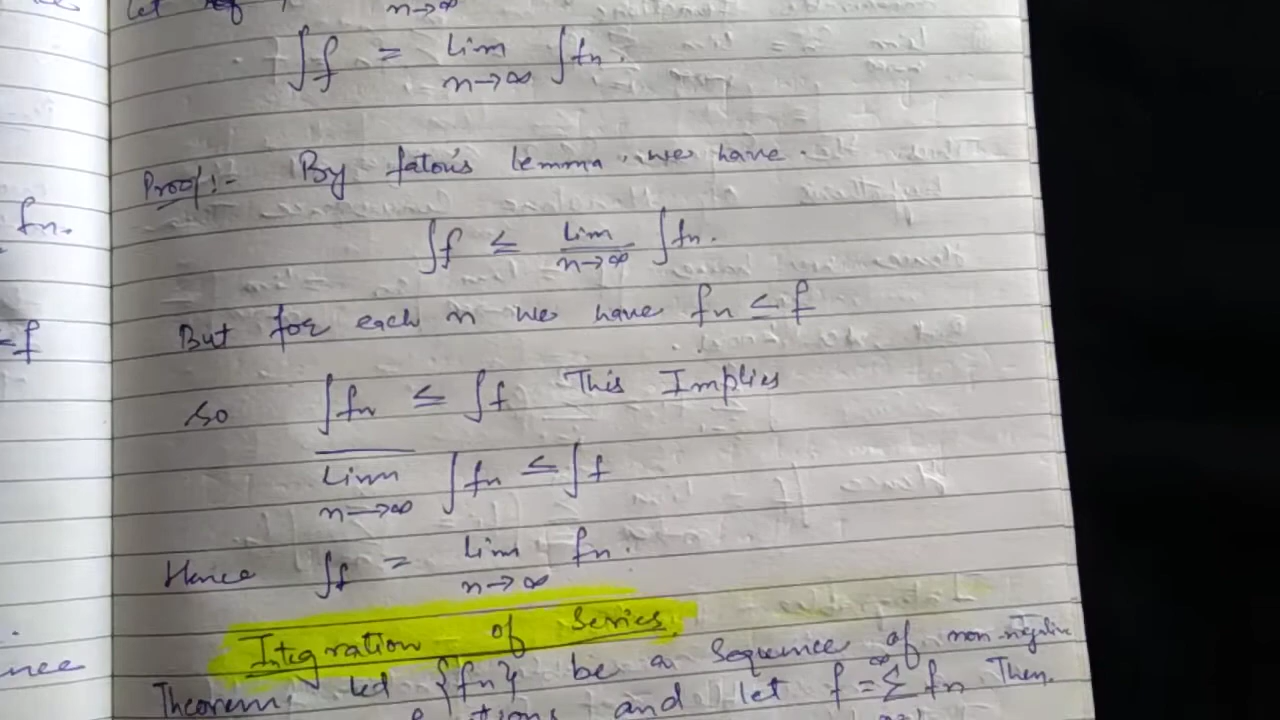 let
n→∞
∫f = Lim ∫fn.
n→∞
Proof:- By fatou's lemma, we have.
fn.
∫f ≤ Lim ∫fn.
n→∞
But for each n we have fn ≤ f
=f
So ∫fn ≤ ∫f This Implies
Lim ∫fn ≤ ∫f
n→∞
Hence ∫f = Lim fn.
n→∞
Integration of Series.
Theorem: Let {fn} be a Sequence of non-negative
and let f = Σ fn Then.